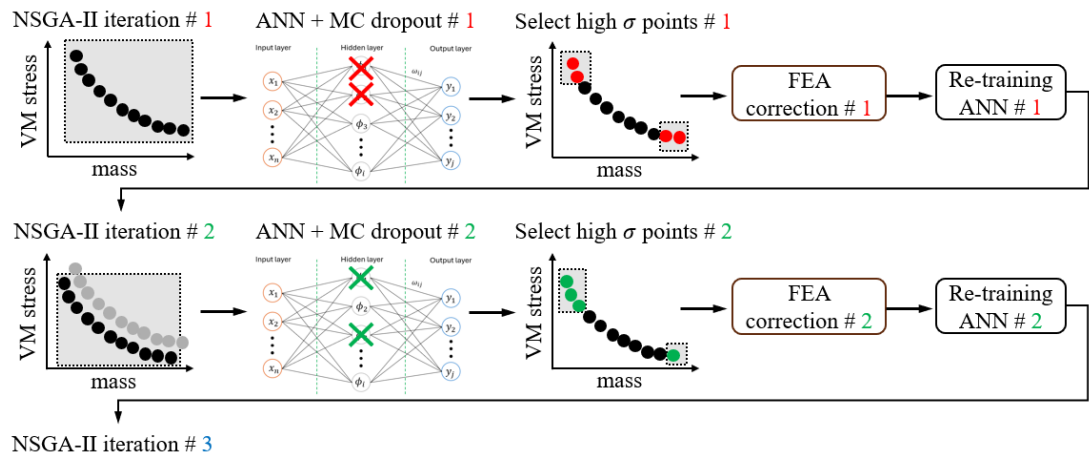 NSGA-II iteration # 1
ANN + MC dropout # 1
Select high σ points # 1
VM stress
mass
Input layer
Hidden layer
Output layer
x₁
x₂
xₙ
ϕ₃
ϕₗ
ωᵢⱼ
y₁
y₂
yⱼ
VM stress
mass
FEA
correction # 1
Re-training
ANN # 1
NSGA-II iteration # 2
ANN + MC dropout # 2
Select high σ points # 2
VM stress
mass
Input layer
Hidden layer
Output layer
x₁
x₂
xₙ
ϕ₂
ϕₗ
ωᵢⱼ
y₁
y₂
yⱼ
VM stress
mass
FEA
correction # 2
Re-training
ANN # 2
NSGA-II iteration # 3